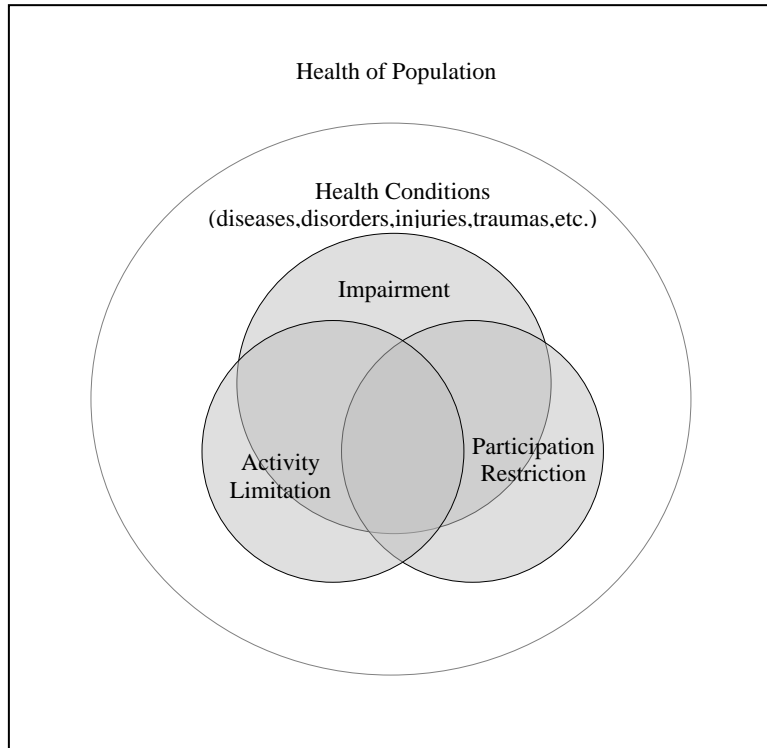 Health of Population
Health Conditions
(diseases,disorders,injuries,traumas,etc.)
Impairment
Activity
Limitation
Participation
Restriction